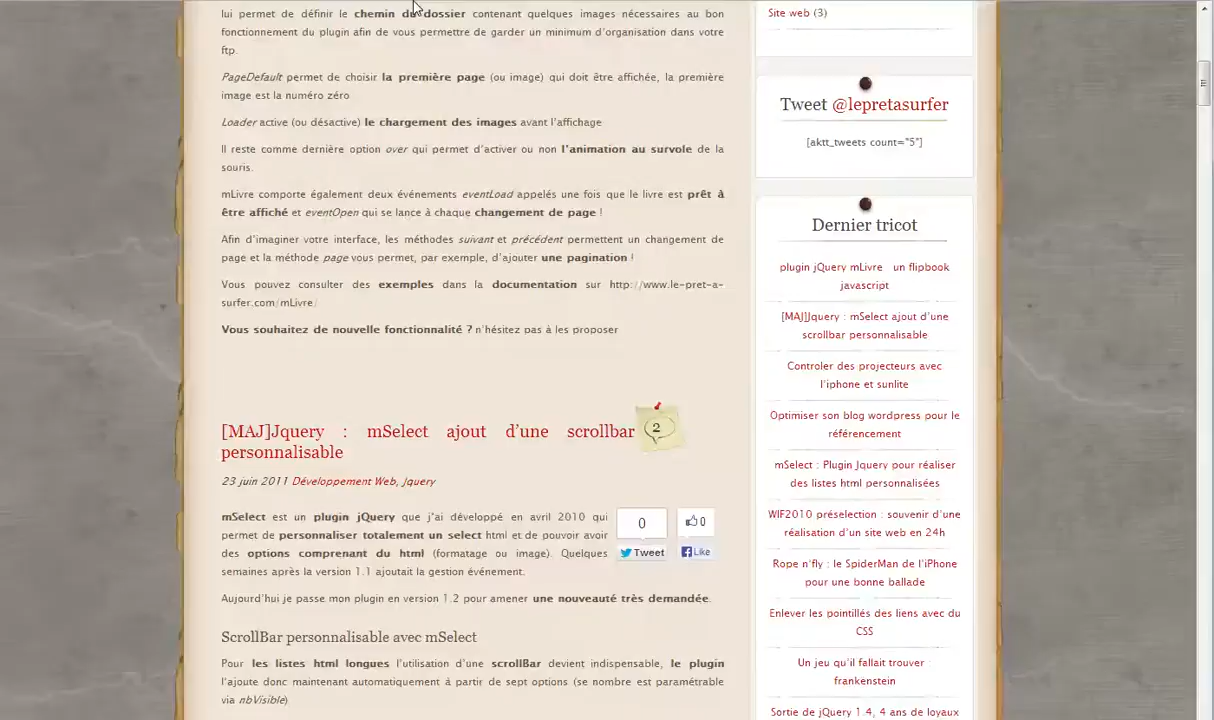 lui permet de définir le chemin du dossier contenant quelques images nécessaires au bon
fonctionnement du plugin afin de vous permettre de garder un minimum d'organisation dans votre
ftp.
PageDefault permet de choisir la première page (ou image) qui doit être affichée, la première
image est la numéro zéro
Loader active (ou désactive) le chargement des images avant l'affichage
Il reste comme dernière option over qui permet d'activer ou non l'animation au survole de la
souris.
mLivre comporte également deux événements eventLoad appelés une fois que le livre est prêt à
être affiché et eventOpen qui se lance à chaque changement de page !
Afin d'imaginer votre interface, les méthodes suivant et précédent permettent un changement de
page et la méthode page vous permet, par exemple, d'ajouter une pagination !
Vous pouvez consulter des exemples dans la documentation sur http://www.le-pret-a-
surfer.com/mLivre/
Vous souhaitez de nouvelle fonctionnalité ? n'hésitez pas à les proposer
[MAJ]Jquery : mSelect ajout d'une scrollbar
personnalisable
2
23 juin 2011 Développement Web, Jquery
mSelect est un plugin jQuery que j'ai développé en avril 2010 qui
permet de personnaliser totalement un select html et de pouvoir avoir
des options comprenant du html (formatage ou image). Quelques
semaines après la version 1.1 ajoutait la gestion événement.
0
Tweet
0
Like
Aujourd'hui je passe mon plugin en version 1.2 pour amener une nouveauté très demandée.
ScrollBar personnalisable avec mSelect
Pour les listes html longues l'utilisation d'une scrollBar devient indispensable, le plugin
l'ajoute donc maintenant automatiquement à partir de sept options (se nombre est paramétrable
via nbVisible).
Site web (3)
Tweet @lepretasurfer
[aktt_tweets count="5"]
Dernier tricot
plugin jQuery mLivre un flipbook
javascript
[MAJ]Jquery : mSelect ajout d'une
scrollbar personnalisable
Controler des projecteurs avec
l'iphone et sunlite
Optimiser son blog wordpress pour le
référencement
mSelect : Plugin Jquery pour réaliser
des listes html personnalisées
WIF2010 préselection : souvenir d'une
réalisation d'un site web en 24h
Rope n'fly : le SpiderMan de l'iPhone
pour une bonne ballade
Enlever les pointillés des liens avec du
CSS
Un jeu qu'il fallait trouver
frankenstein
Sortie de jQuery 1.4, 4 ans de loyaux